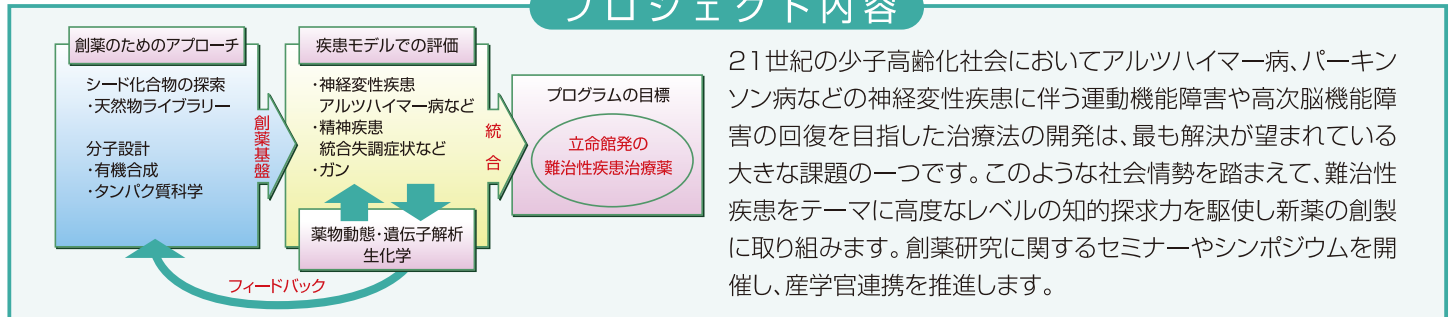 プロジェクト内容
創薬のためのアプローチ
シード化合物の探索
・天然物ライブラリー
分子設計
・有機合成
・タンパク質科学
創薬基盤
疾患モデルでの評価
・神経変性疾患
アルツハイマー病など
・精神疾患
統合失調症状など
・ガン
薬物動態・遺伝子解析
生化学
フィードバック
統合
プログラムの目標
立命館発の
難治性疾患治療薬
21世紀の少子高齢化社会においてアルツハイマー病、パーキン
ソン病などの神経変性疾患に伴う運動機能障害や高次脳機能障
害の回復を目指した治療法の開発は、最も解決が望まれている
大きな課題の一つです。このような社会情勢を踏まえて、難治性
疾患をテーマに高度なレベルの知的探求力を駆使し新薬の創製
に取り組みます。創薬研究に関するセミナーやシンポジウムを開
催し、産学官連携を推進します。